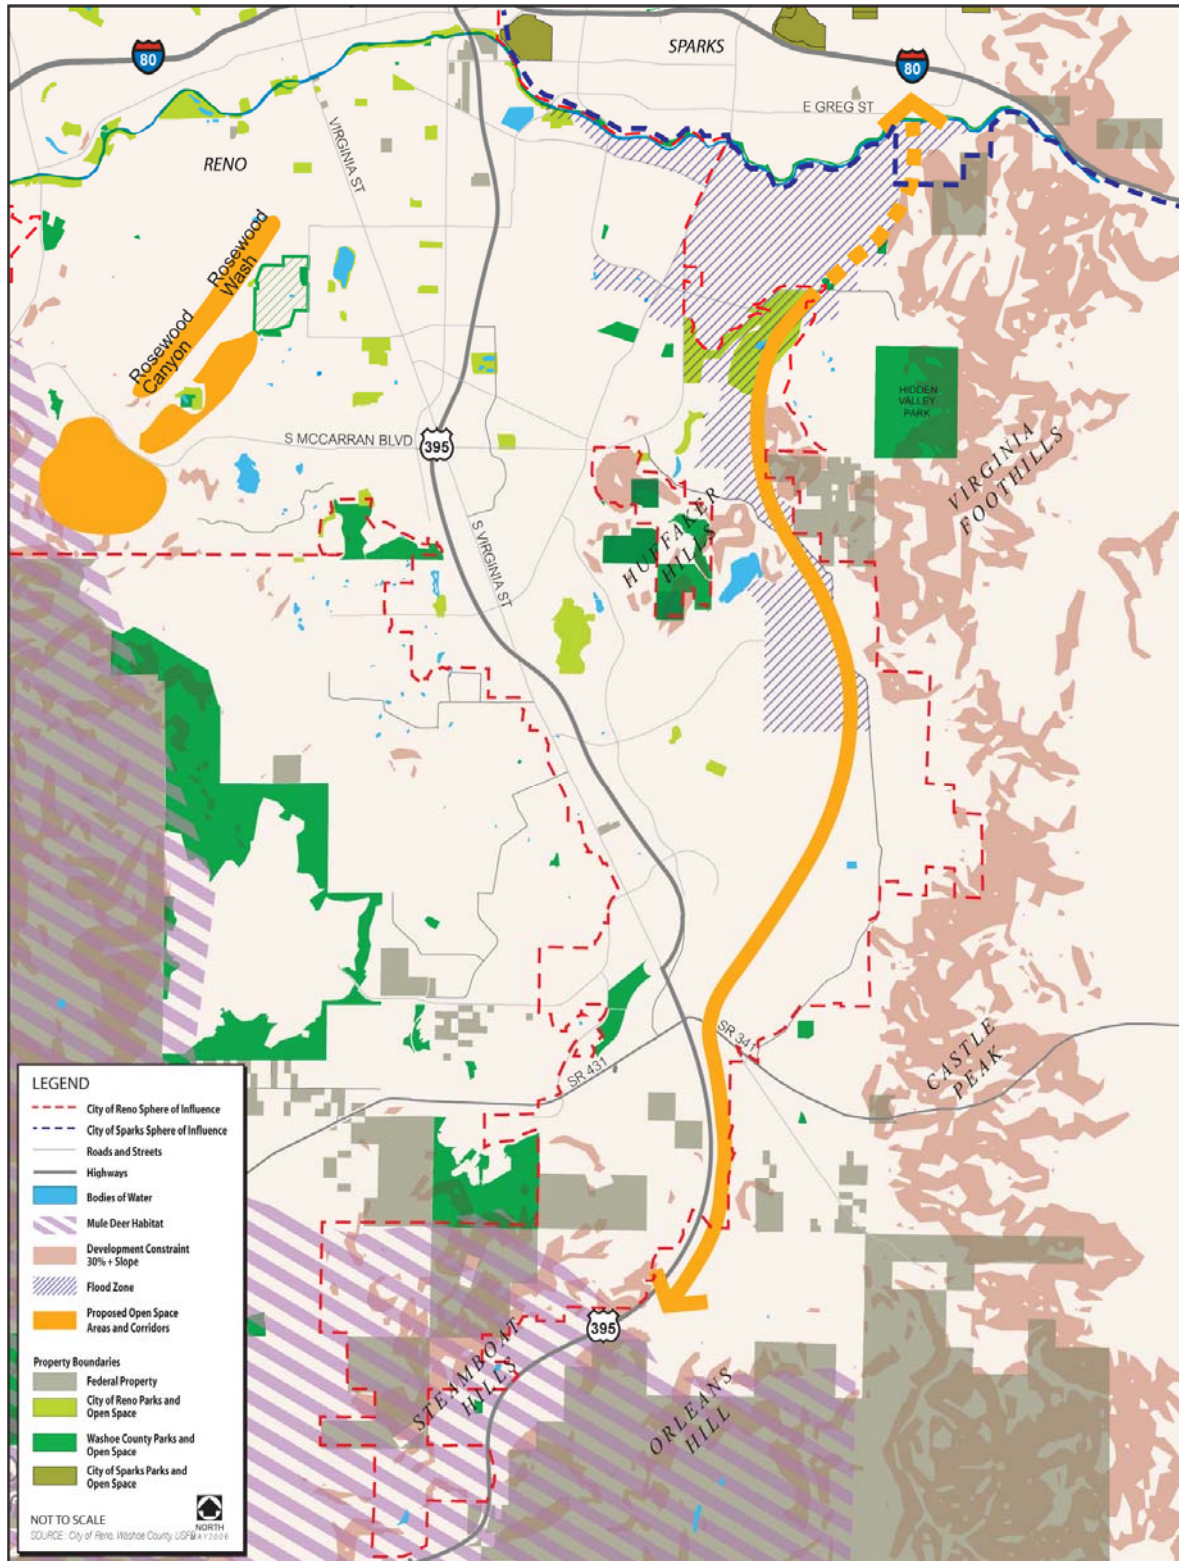 SPARKS
80
80
E GREG ST
VIRGINIA ST
RENO
Rosewood
Wash
Rosewood
Canyon
HIDDEN
VALLEY
PARK
S MCCARRAN BLVD
395
VIRGINIA
FOOTHILLS
HUFFAKER
HILLS
S VIRGINIA ST
SR 341
SR 431
CASTLE
PEAK
395
STEAMBOAT
HILLS
ORLEANS
HILL
LEGEND
City of Reno Sphere of Influence
City of Sparks Sphere of Influence
Roads and Streets
Highways
Bodies of Water
Mule Deer Habitat
Development Constraint
30% + Slope
Flood Zone
Proposed Open Space
Areas and Corridors
Property Boundaries
Federal Property
City of Reno Parks and
Open Space
Washoe County Parks and
Open Space
City of Sparks Parks and
Open Space
NOT TO SCALE
NORTH
SOURCE: City of Reno, Washoe County,
MAY 2006